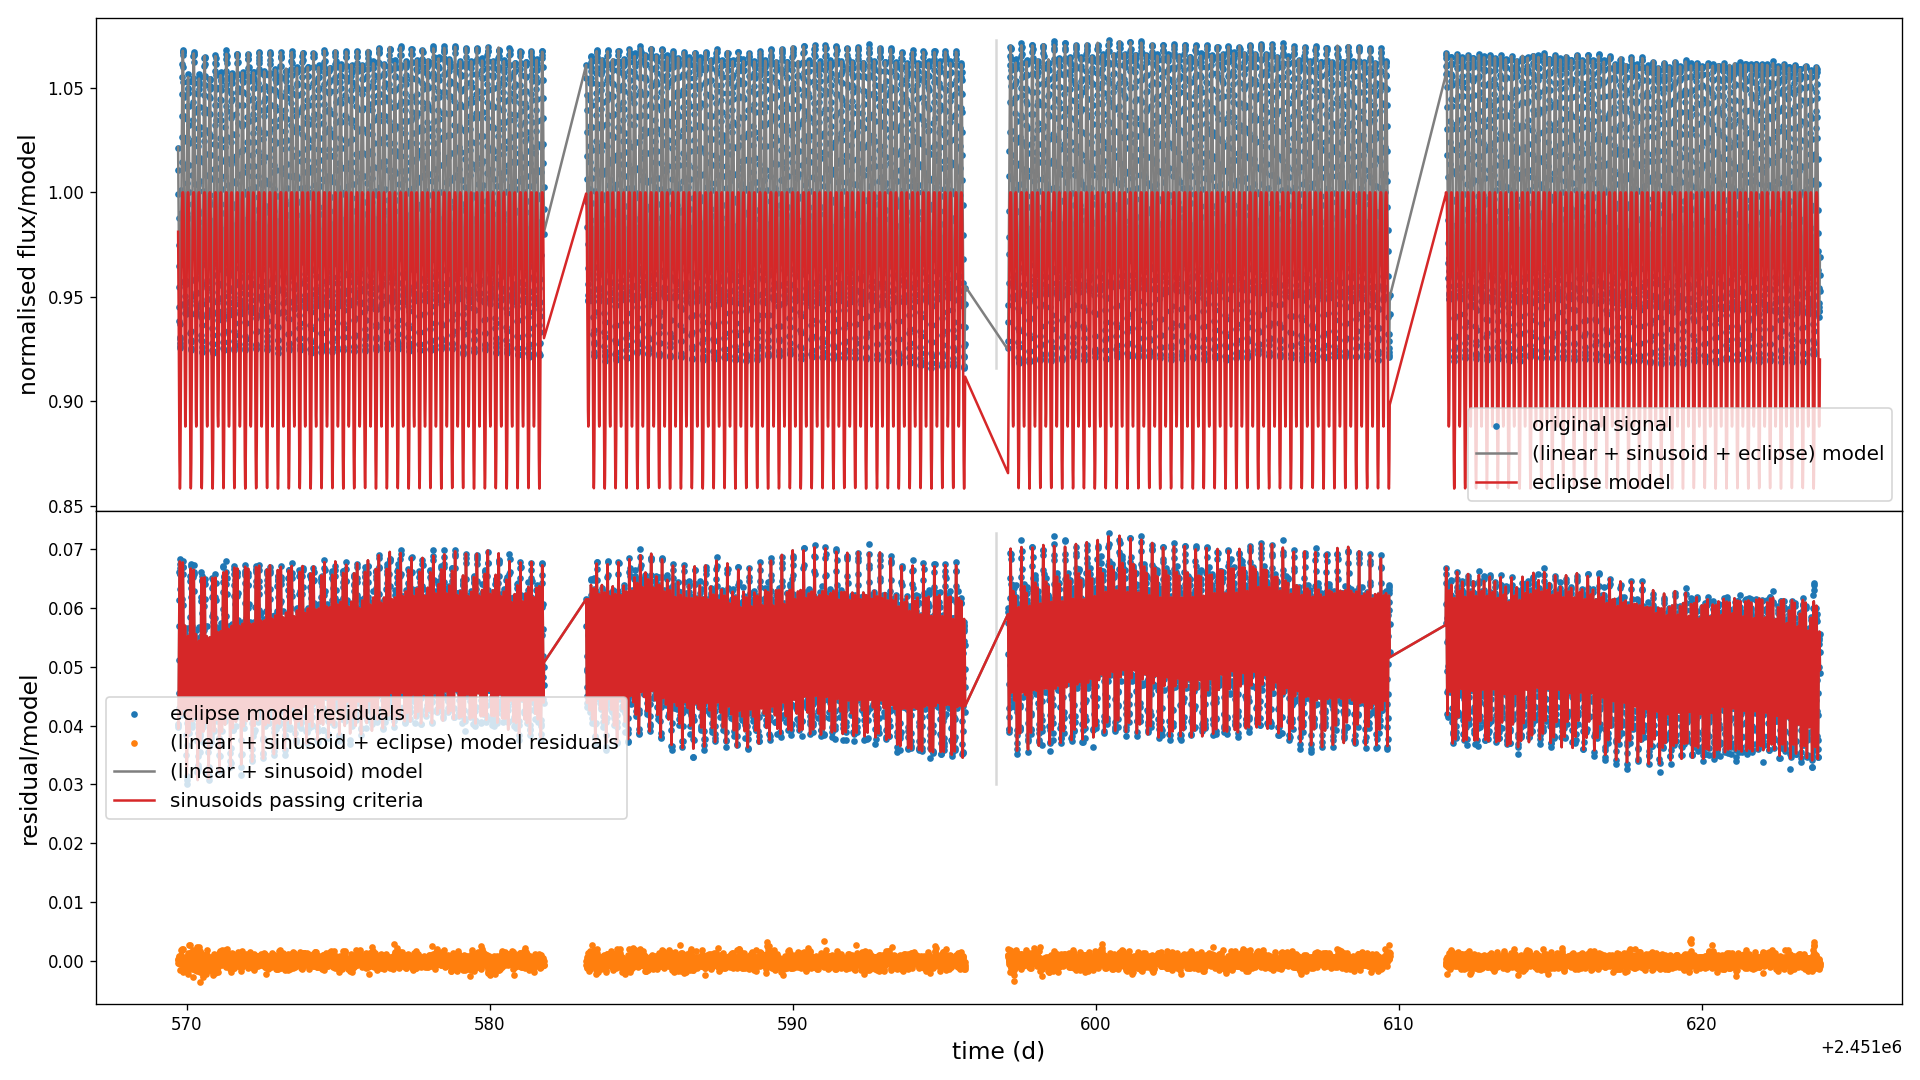 normalised flux/model
1.05
1.00
0.95
0.90
0.85
original signal
(linear + sinusoid + eclipse) model
eclipse model
residual/model
0.07
0.06
0.05
0.04
0.03
0.02
0.01
0.00
eclipse model residuals
(linear + sinusoid + eclipse) model residuals
(linear + sinusoid) model
sinusoids passing criteria
570
580
590
600
610
620
time (d)
+2.451e6